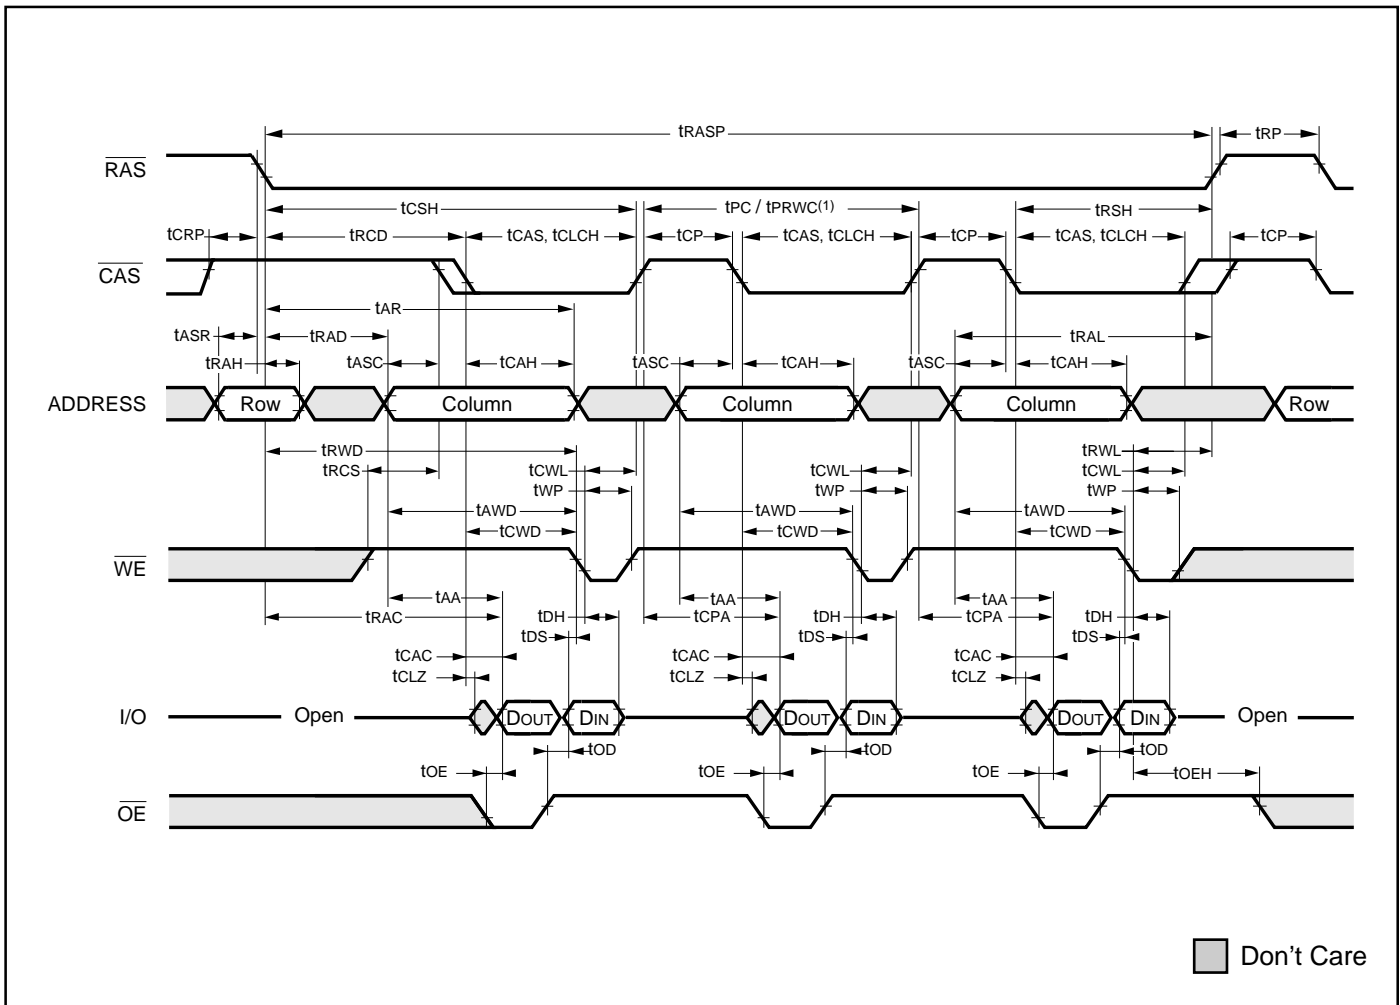 tRASP tRP
RAS
tCSH tPC / tPRWC(1) tRSH
tCRP tRCD tCAS, tCLCH tCP tCAS, tCLCH tCP tCAS, tCLCH tCP
CAS
tAR
tASR tRAD tRAL
tRAH tASC tCAH tASC tCAH tASC tCAH
ADDRESS Row Column Column Column Row
tRWD tRWL
tRCS tCWL tCWL tCWL
tWP tWP tWP
tAWD tAWD tAWD
tCWD tCWD tCWD
WE
tAA tAA tAA
tRAC tDH tCPA tDH tCPA tDH
tDS tDS tDS
tCAC tCAC tCAC
tCLZ tCLZ tCLZ
I/O Open DOUT DIN DOUT DIN DOUT DIN Open
tOD tOD tOD
tOE tOE tOE tOEH
OE
Don't Care